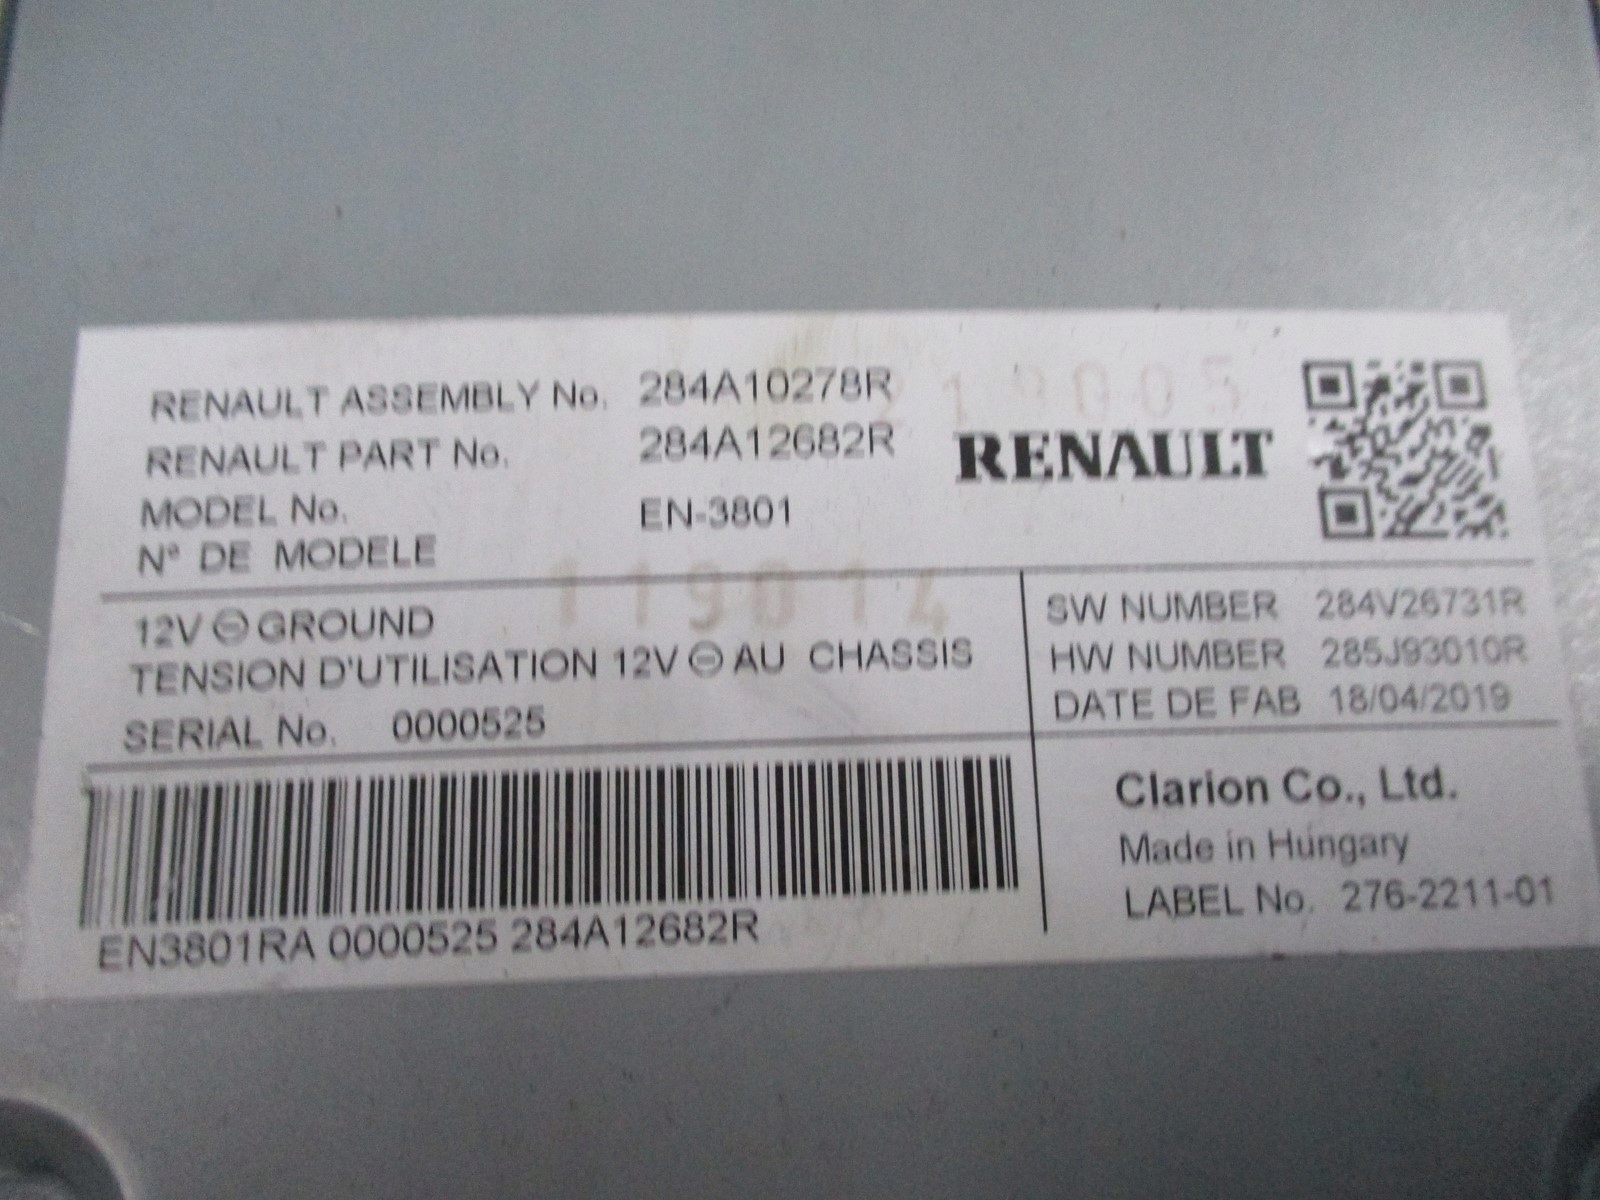 RENAULT ASSEMBLY No. 284A10278R
RENAULT PART No. 284A12682R
MODEL No. EN-3801
N° DE MODELE
RENAULT
119014
12V ⊖ GROUND
TENSION D'UTILISATION 12V ⊖ AU CHASSIS
SERIAL No. 0000525
SW NUMBER 284V26731R
HW NUMBER 285J93010R
DATE DE FAB 18/04/2019
EN3801RA 0000525 284A12682R
Clarion Co., Ltd.
Made in Hungary
LABEL No. 276-2211-01